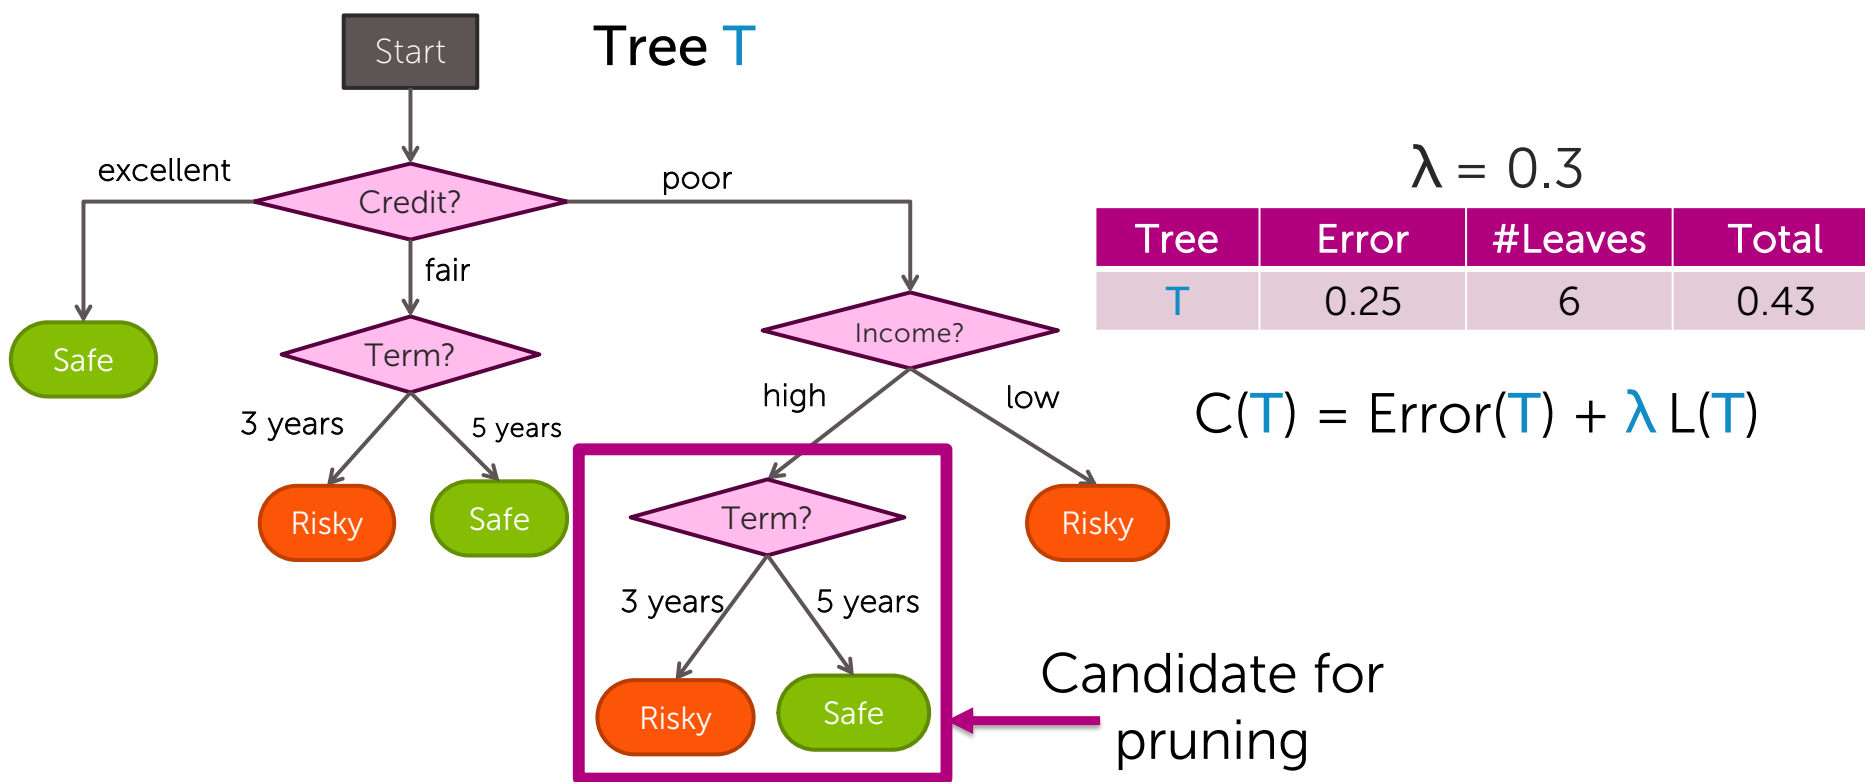 Start
Tree T
excellent
Credit?
poor
fair
Safe
Term?
Income?
3 years
5 years
high
low
Risky
Safe
Term?
Risky
3 years
5 years
Risky
Safe
λ = 0.3
Tree Error #Leaves Total
T 0.25 6 0.43
C(T) = Error(T) + λ L(T)
Candidate for
pruning